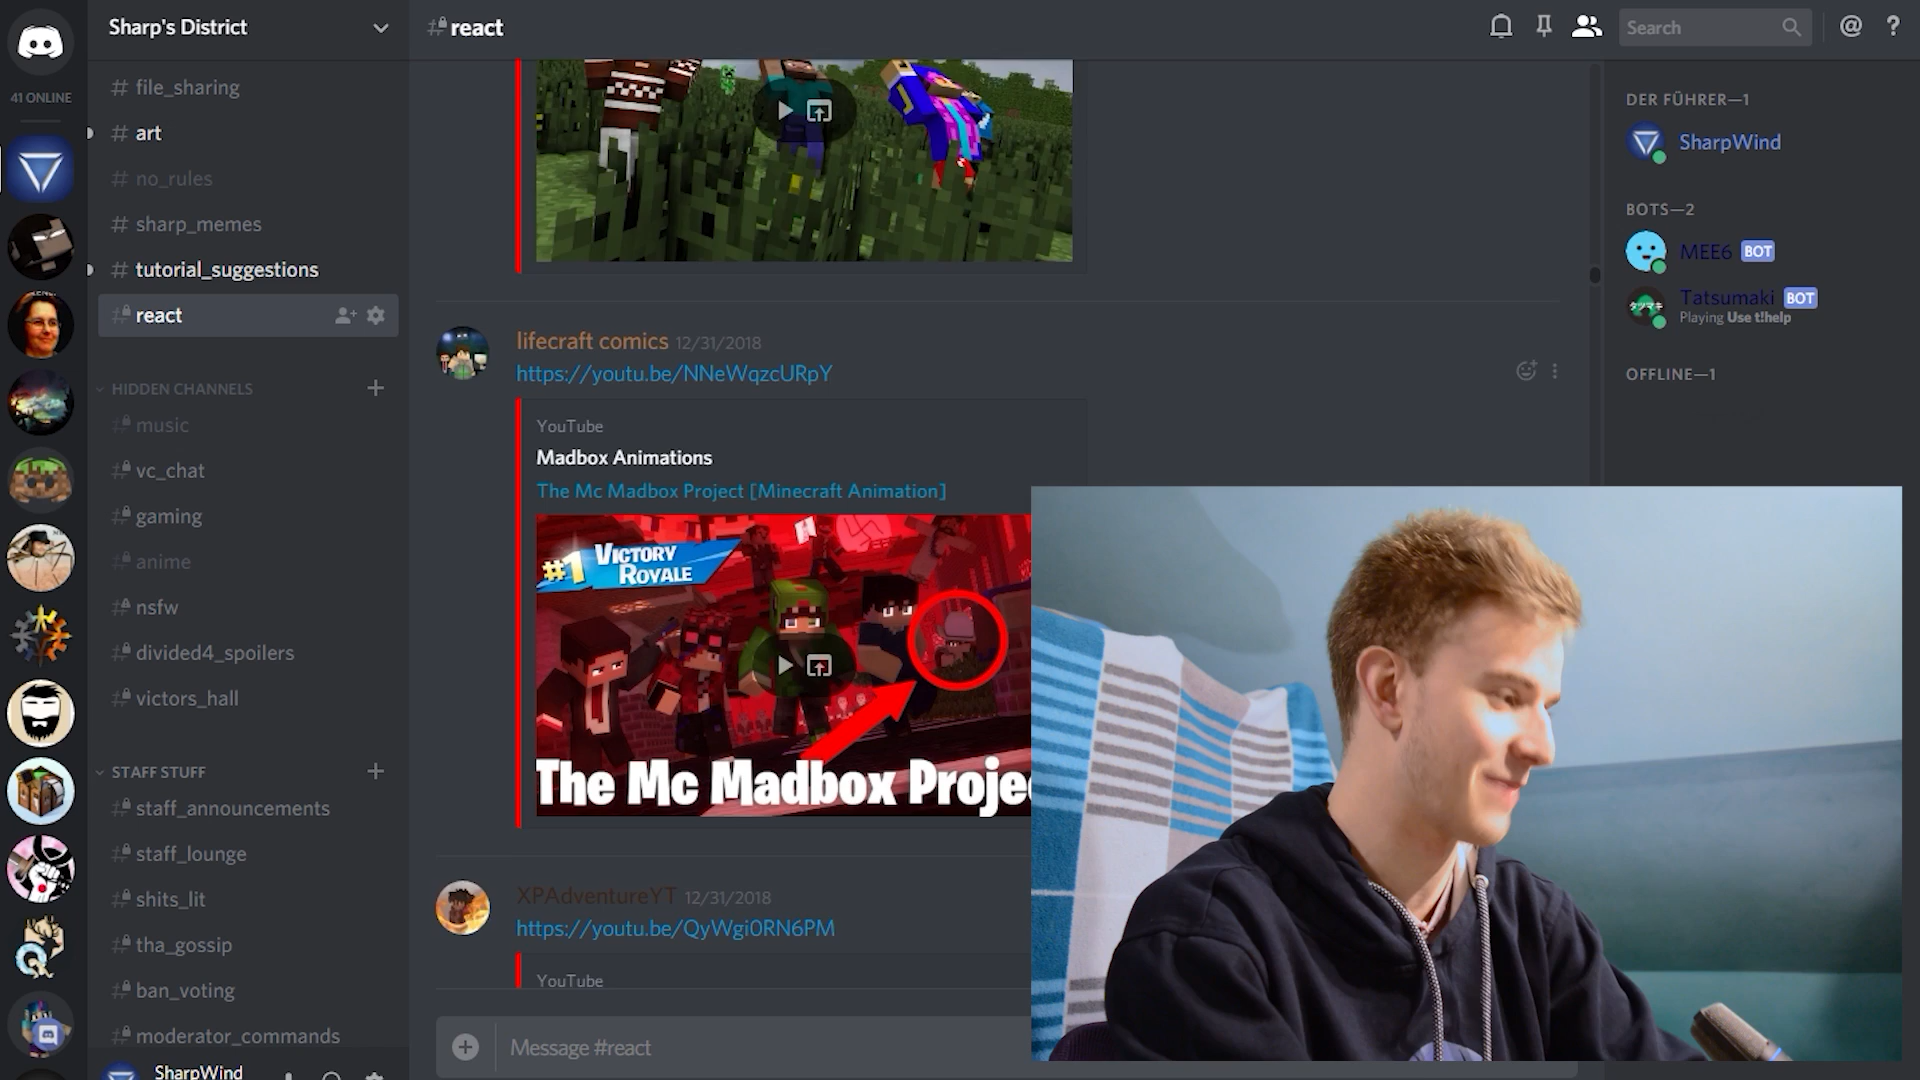 41 ONLINE
Sharp's District
# file_sharing
# art
# no_rules
# sharp_memes
# tutorial_suggestions
# react
HIDDEN CHANNELS
# music
# vc_chat
# gaming
# anime
# nsfw
# divided4_spoilers
# victors_hall
STAFF STUFF
# staff_announcements
# staff_lounge
# shits_lit
# tha_gossip
# ban_voting
# moderator_commands
SharpWind
# react
lifecraft comics 12/31/2018
https://youtu.be/NNeWqzcURpY
YouTube
Madbox Animations
The Mc Madbox Project [Minecraft Animation]
#1 VICTORY
ROYALE
The Mc Madbox Projec
XPAdventureYT 12/31/2018
https://youtu.be/QyWgi0RN6PM
YouTube
Message #react
Search
@ ?
DER FÜHRER—1
SharpWind
BOTS—2
MEE6 BOT
Tatsumaki BOT
Playing Use t!help
OFFLINE—1